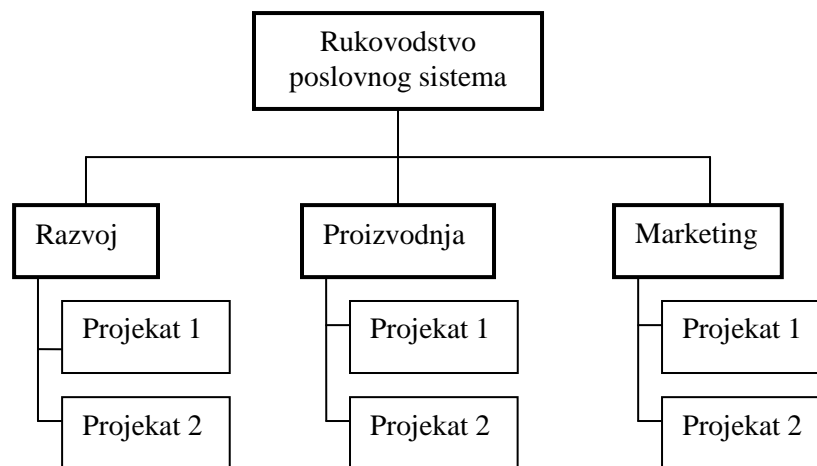 Rukovodstvo
poslovnog sistema
Razvoj
Proizvodnja
Marketing
Projekat 1
Projekat 1
Projekat 1
Projekat 2
Projekat 2
Projekat 2